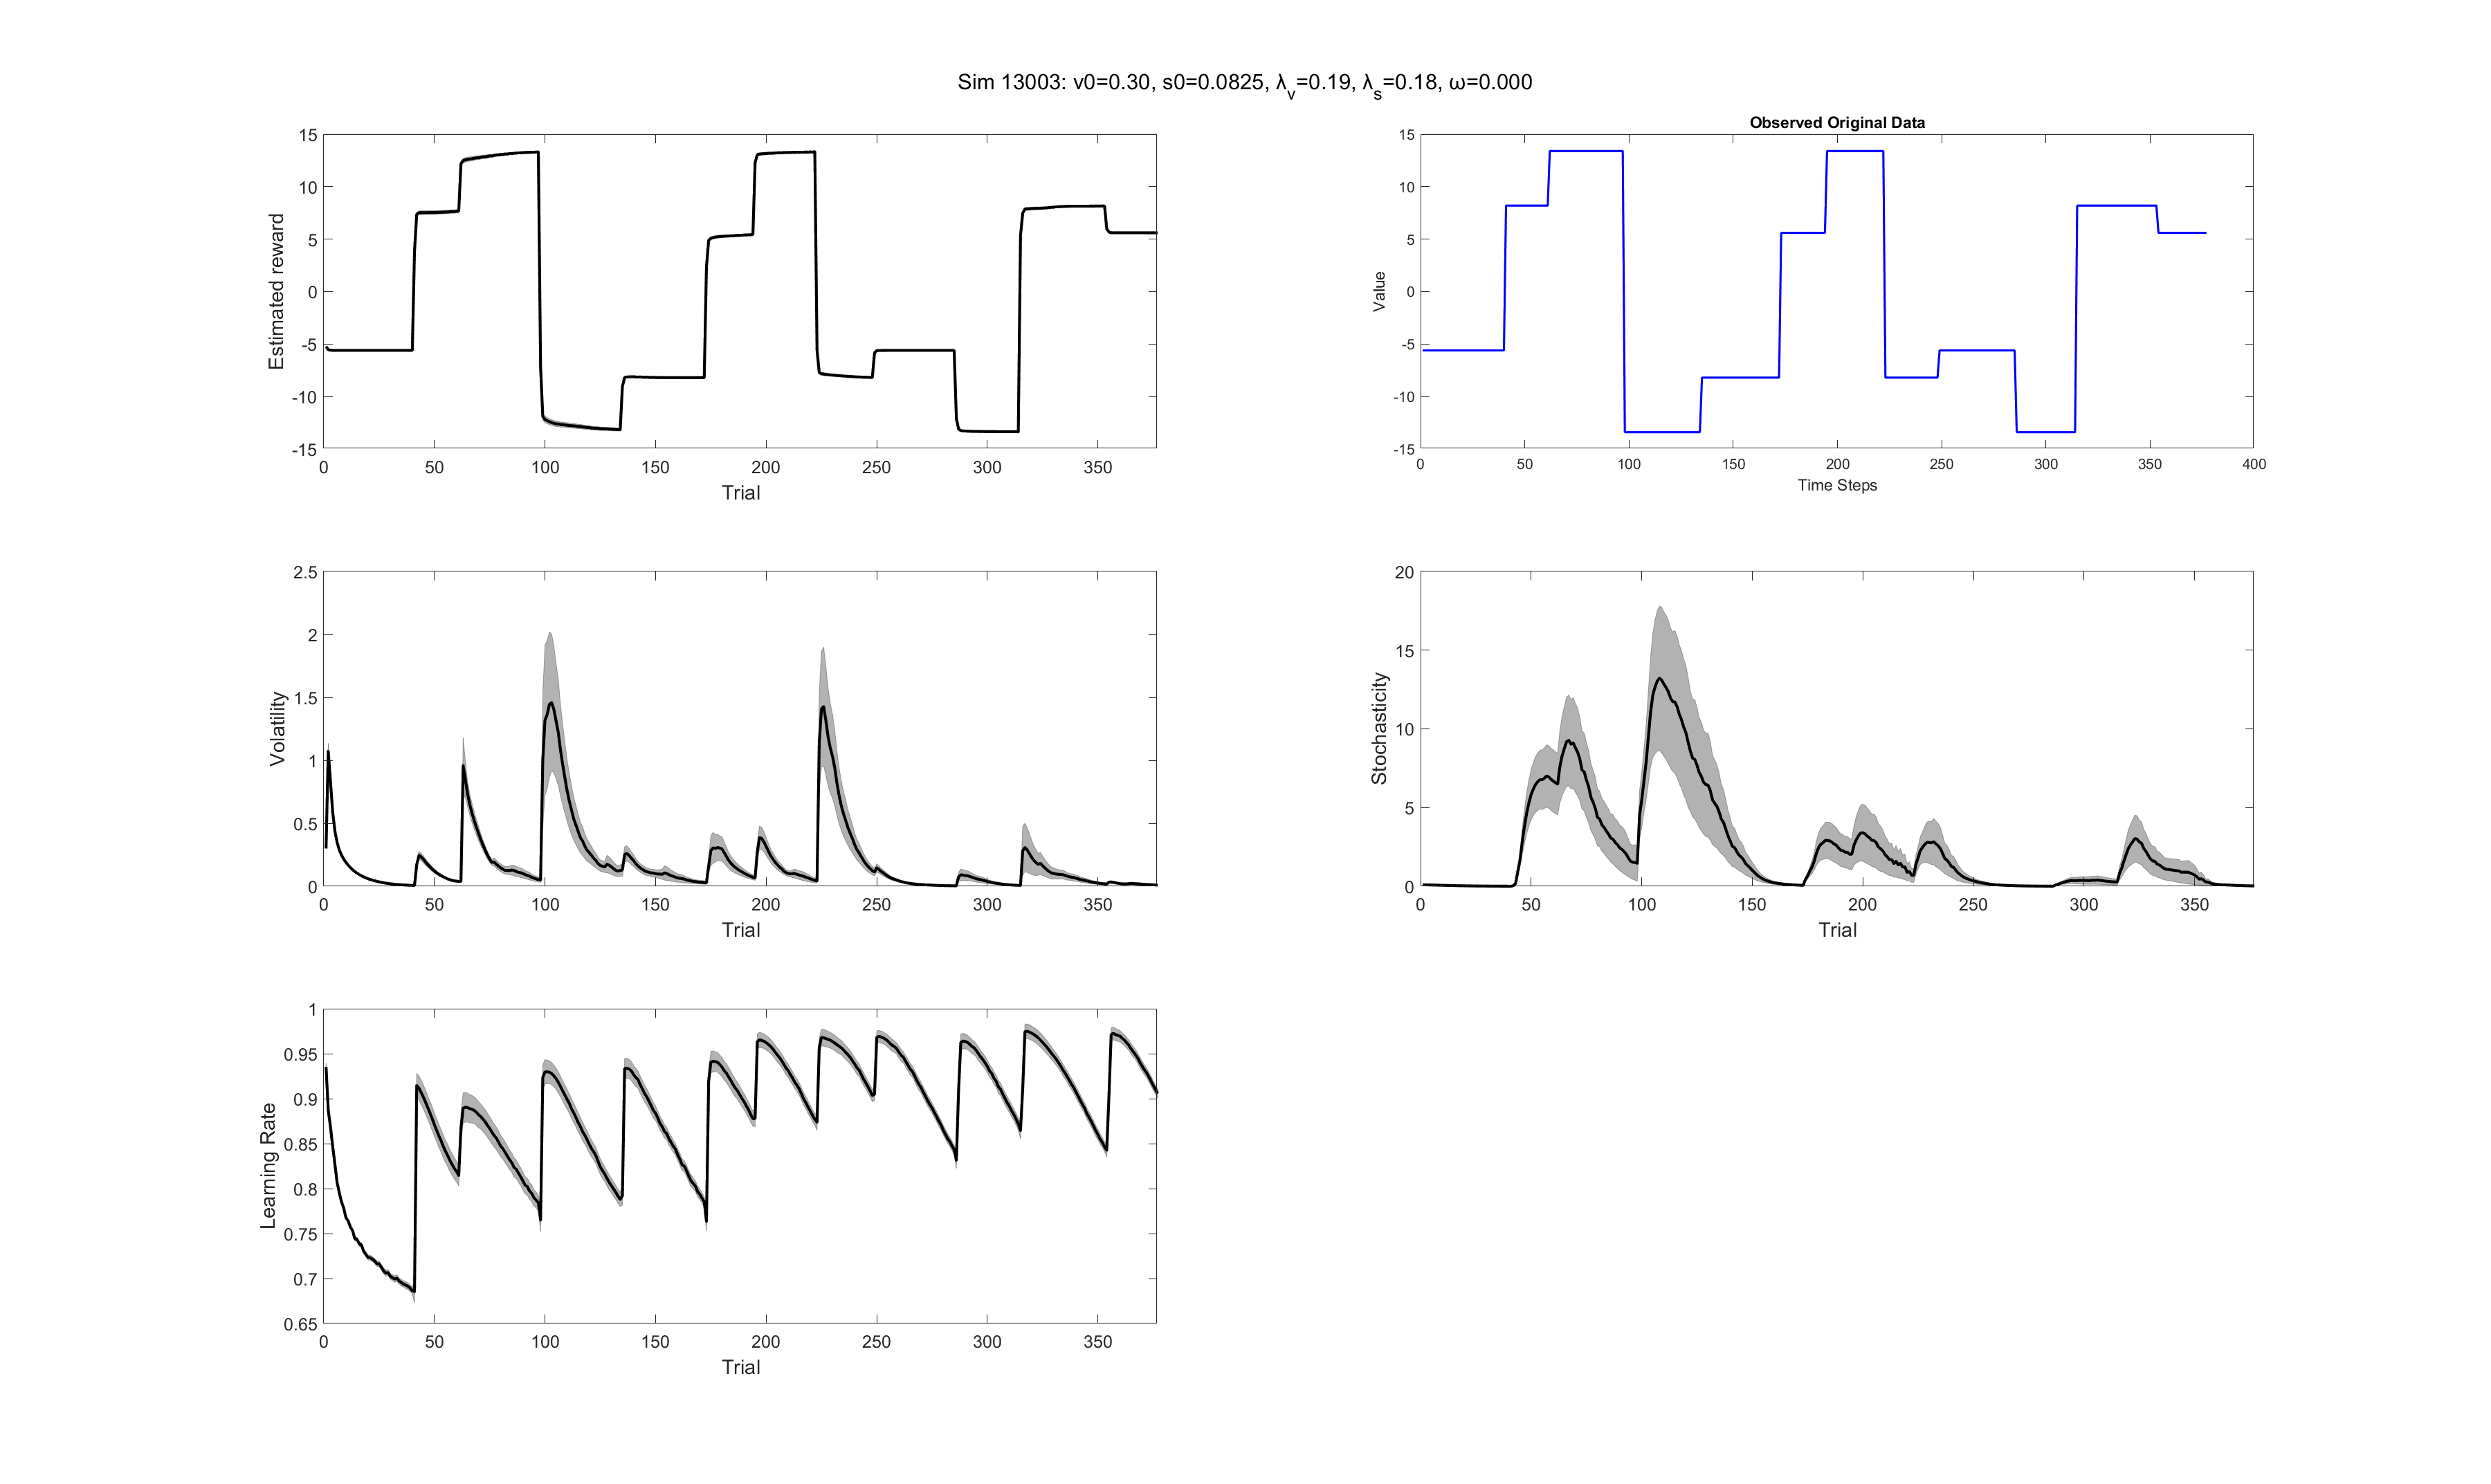 Sim 13003: v0=0.30, s0=0.0825, λv=0.19, λs=0.18, ω=0.000
15
10
5
0
-5
-10
-15
Estimated reward
0 50 100 150 200 250 300 350
Trial
Observed Original Data
15
10
5
0
-5
-10
-15
Value
0 50 100 150 200 250 300 350 400
Time Steps
2.5
2
1.5
1
0.5
0
Volatility
0 50 100 150 200 250 300 350
Trial
20
15
10
5
0
Stochasticity
0 50 100 150 200 250 300 350
Trial
1
0.95
0.9
0.85
0.8
0.75
0.7
0.65
Learning Rate
0 50 100 150 200 250 300 350
Trial